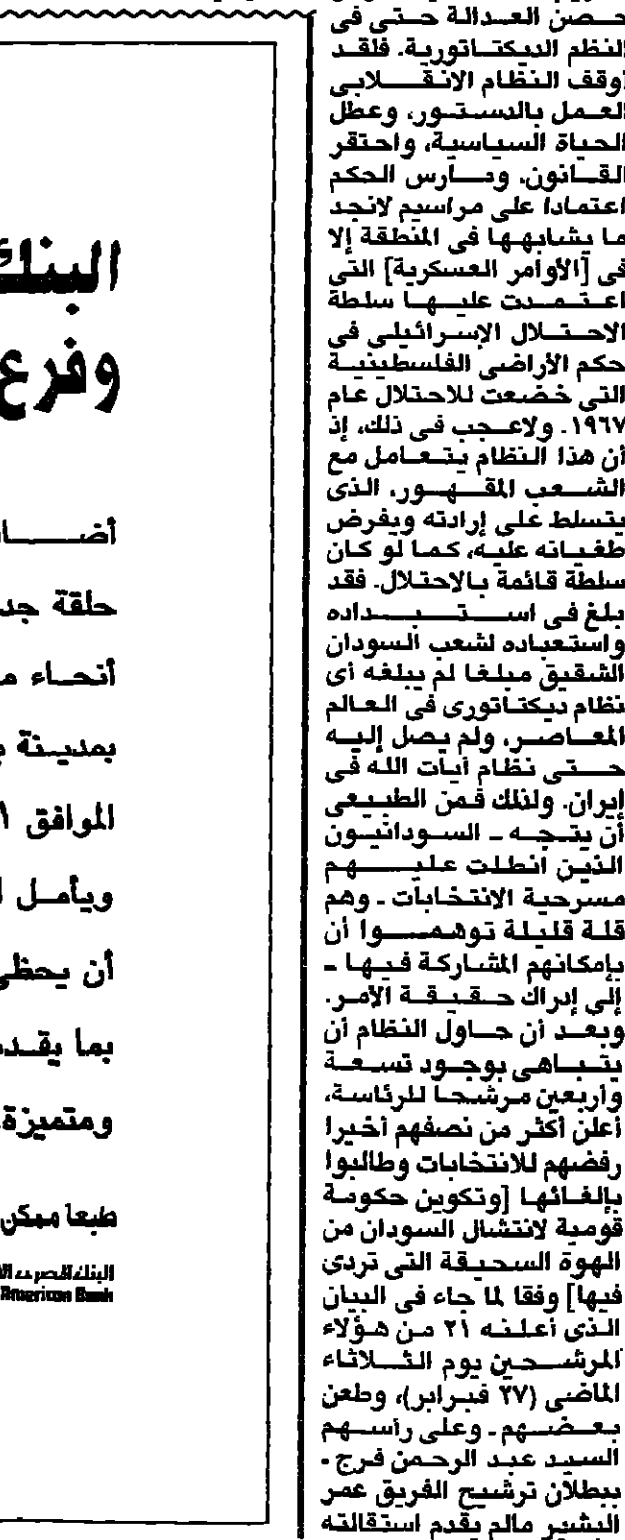 حصن العدالة حتى فى
النظم الديكتاتورية. فلقد
أوقف النظام الانقلابى
العمل بالدستور، وعطل
الحياة السياسية، واحتقر
القانون. ومارس الحكم
اعتمادا على مراسيم لانجد
ما يشابهها فى المنطقة إلا
فى [الأوامر العسكرية] التى
اعتمدت عليها سلطة
الاحتلال الإسرائيلى فى
حكم الأراضى الفلسطينية
التى خضعت للاحتلال عام
١٩٦٧. ولاعجب فى ذلك، إذ
أن هذا النظام يتعامل مع
الشعب المقهور، الذى
يتسلط على إرادته ويفرض
طغيانه عليه، كما لو كان
سلطة قائمة بالاحتلال. فقد
بلغ فى استبداده
واستعباده لشعب السودان
الشقيق مبلغا لم يبلغه أى
نظام ديكتاتورى فى العالم
المعاصر، ولم يصل إليه
حتى نظام آيات الله فى
إيران. ولذلك فمن الطبيعى
أن يتجه - السودانيون
الذين انطلت عليهم
مسرحية الانتخابات - وهم
قلة قليلة توهموا أن
بإمكانهم المشاركة فيها -
إلى إدراك حقيقة الأمر.
وبعد أن حاول النظام أن
يتباهى بوجود تسعة
وأربعين مرشحا للرئاسة،
أعلن أكثر من نصفهم أخيرا
رفضهم للانتخابات وطالبوا
بإلغائها [وتكوين حكومة
قومية لانتشال السودان من
الهوة السحيقة التى تردى
فيها] وفقا لما جاء فى البيان
الذى أعلنه ٢١ من هؤلاء
المرشحين يوم الثلاثاء
الماضى (٢٧ فبراير)، وطعن
بعضهم - وعلى رأسهم
السيد عبد الرحمن فرج -
ببطلان ترشيح الفريق عمر
البشير مالم يقدم استقالته
البنك
وفرع
أضا
حلقة جد
أنحاء م
بمدينة
الموافق ١
ويأمل ا
أن يحظى
بما يقد
ومتميزة
طبعا ممكن
البنك المصرى ال
American Bank